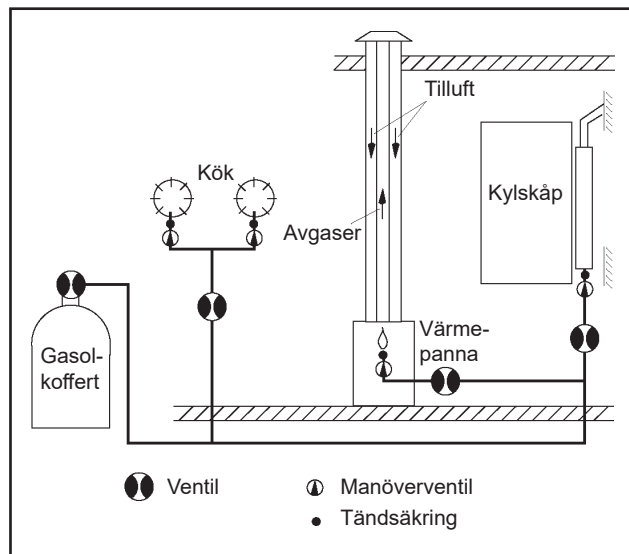 Tilluft
Kök
Kylskåp
Avgaser
Värme-
panna
Gasol-
koffert
Ventil
Manöverventil
Tändsäkring